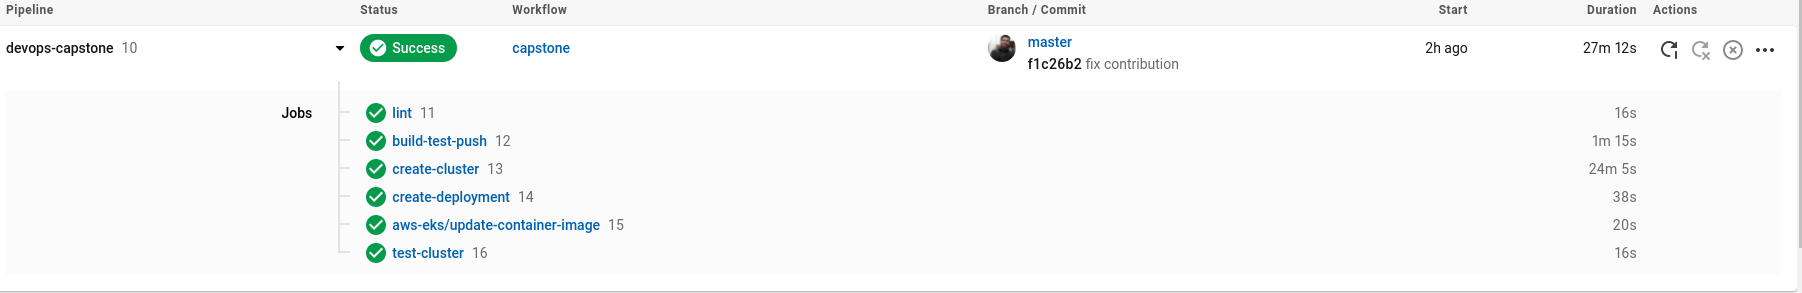 Pipeline Status Workflow Branch / Commit Start Duration Actions
devops-capstone 10 Success capstone master 2h ago 27m 12s
f1c26b2 fix contribution
Jobs lint 11 16s
build-test-push 12 1m 15s
create-cluster 13 24m 5s
create-deployment 14 38s
aws-eks/update-container-image 15 20s
test-cluster 16 16s